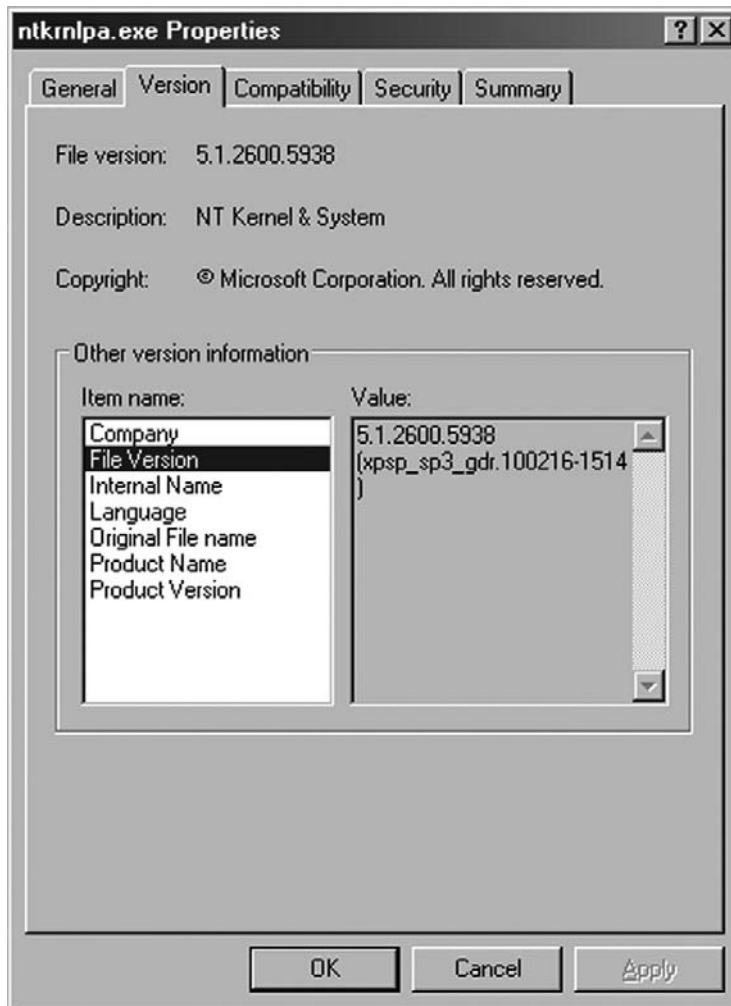 ntkrnlpa.exe Properties
General Version Compatibility Security Summary
File version: 5.1.2600.5938
Description: NT Kernel & System
Copyright: © Microsoft Corporation. All rights reserved.
Other version information
Item name: Value:
Company 5.1.2600.5938
File Version (xpsp_sp3_gdr.100216-1514
Internal Name )
Language
Original File name
Product Name
Product Version
OK Cancel Apply